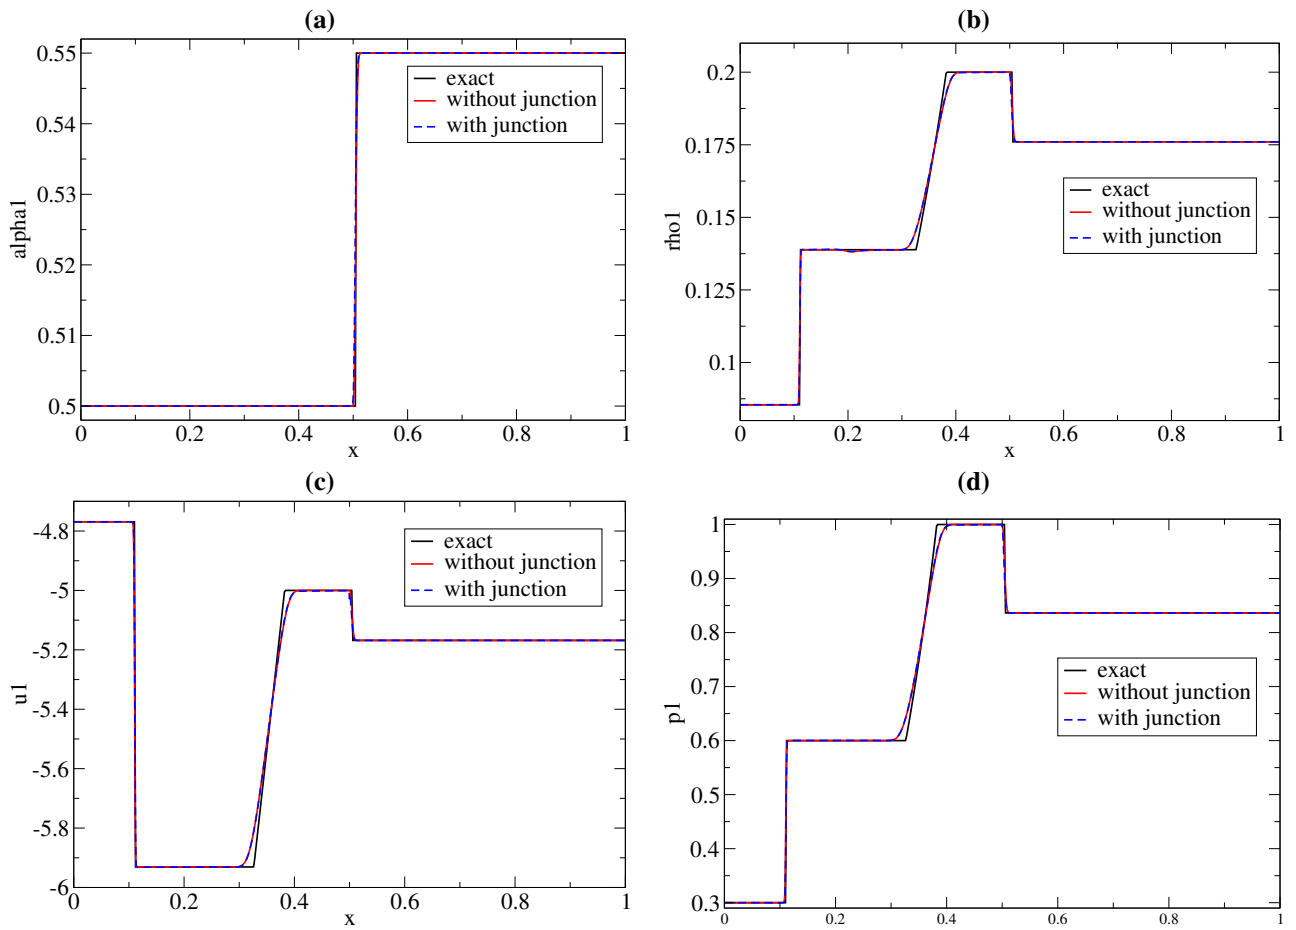 (a)
0.55
0.54
0.53
0.52
0.51
0.5
alpha1
exact
without junction
with junction
0 0.2 0.4 0.6 0.8 1
x
(b)
0.2
0.175
0.15
0.125
0.1
rho1
exact
without junction
with junction
0 0.2 0.4 0.6 0.8 1
x
(c)
-4.8
-5
-5.2
-5.4
-5.6
-5.8
-6
u1
exact
without junction
with junction
0 0.2 0.4 0.6 0.8 1
x
(d)
1
0.9
0.8
0.7
0.6
0.5
0.4
0.3
p1
exact
without junction
with junction
0 0.2 0.4 0.6 0.8 1